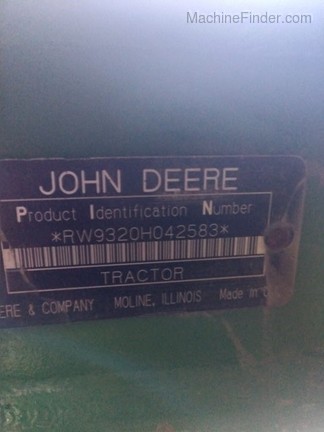 MachineFinder.com
JOHN DEERE
Product Identification Number
*RW9320H042583*
TRACTOR
ERE & COMPANY MOLINE, ILLINOIS Made in